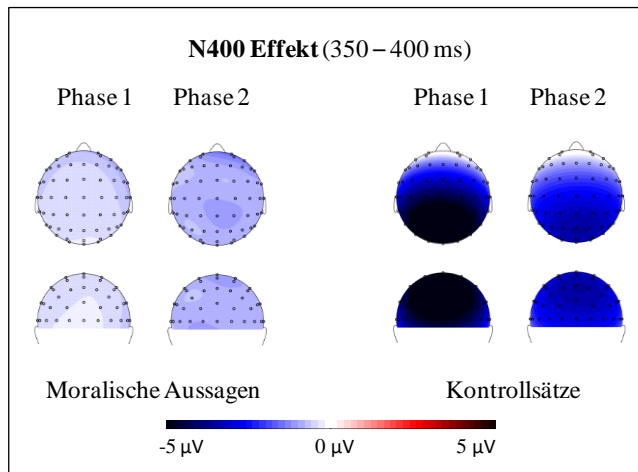 N400 Effekt (350 – 400 ms)
Phase 1 Phase 2 Phase 1 Phase 2
Moralische Aussagen Kontrollsätze
-5 µV 0 µV 5 µV